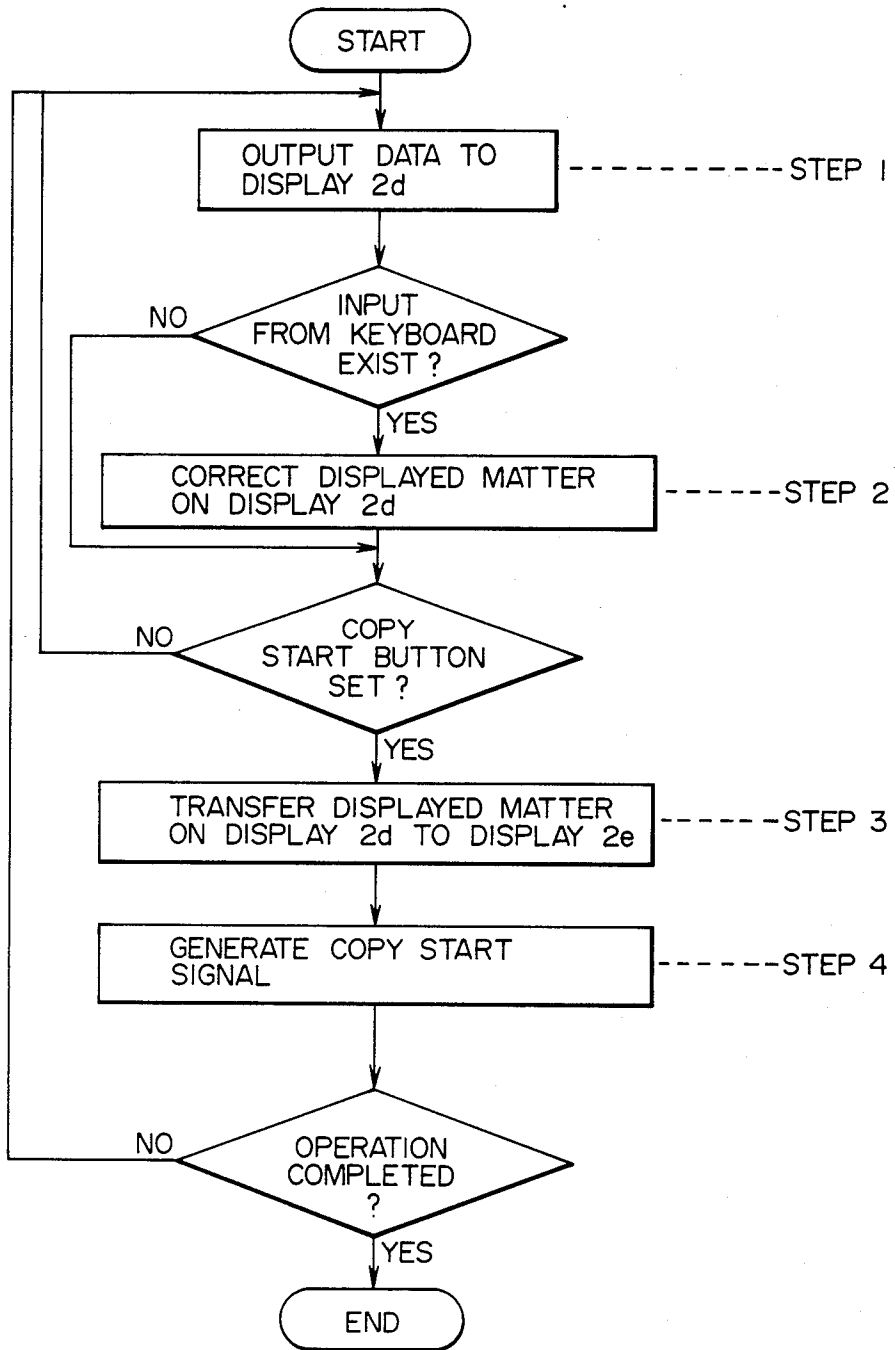 START
OUTPUT DATA TO
DISPLAY 2d
STEP 1
INPUT
FROM KEYBOARD
EXIST ?
NO
YES
CORRECT DISPLAYED MATTER
ON DISPLAY 2d
STEP 2
COPY
START BUTTON
SET ?
NO
YES
TRANSFER DISPLAYED MATTER
ON DISPLAY 2d TO DISPLAY 2e
STEP 3
GENERATE COPY START
SIGNAL
STEP 4
OPERATION
COMPLETED
?
NO
YES
END